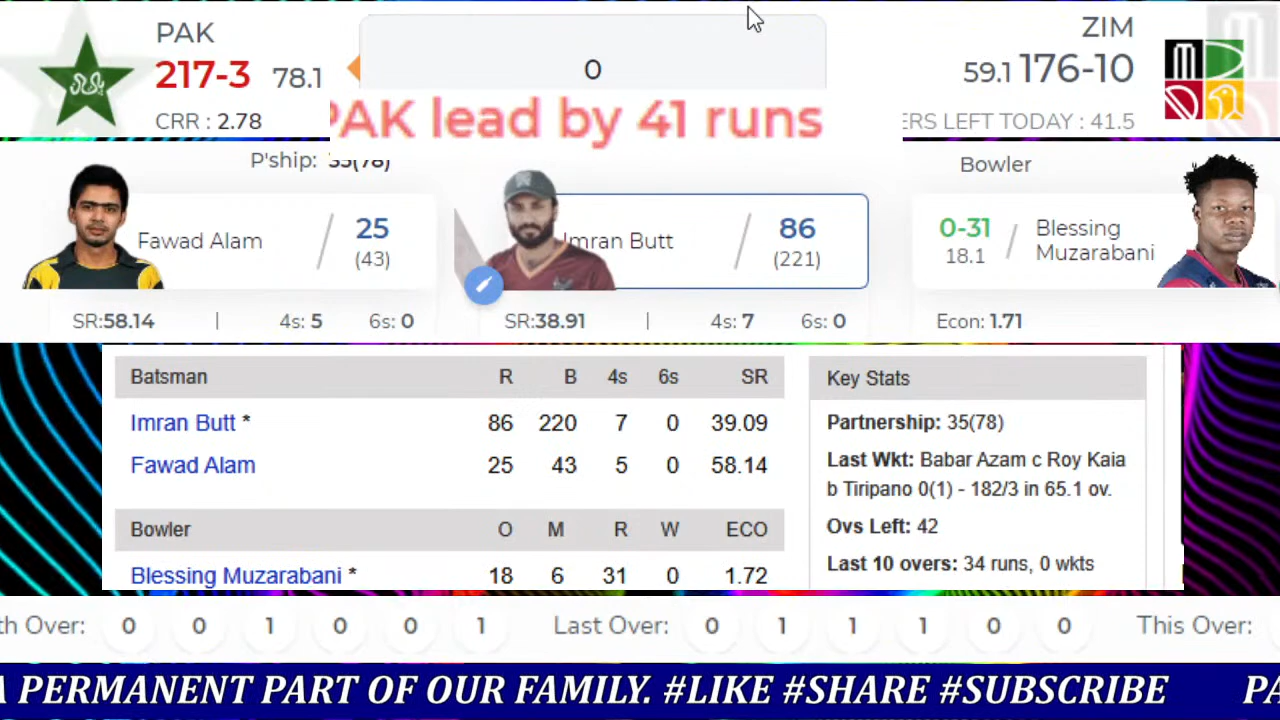 PAK
217-3 78.1
CRR : 2.78
0
PAK lead by 41 runs
ZIM
59.1 176-10
ERS LEFT TODAY : 41.5
P'ship: 35(78)
Fawad Alam 25 (43)
SR:58.14 | 4s: 5 6s: 0
Imran Butt 86 (221)
SR:38.91 | 4s: 7 6s: 0
Bowler
0-31 18.1
Blessing Muzarabani
Econ: 1.71
Batsman R B 4s 6s SR
Imran Butt * 86 220 7 0 39.09
Fawad Alam 25 43 5 0 58.14
Bowler O M R W ECO
Blessing Muzarabani * 18 6 31 0 1.72
Key Stats
Partnership: 35(78)
Last Wkt: Babar Azam c Roy Kaia
b Tiripano 0(1) - 182/3 in 65.1 ov.
Ovs Left: 42
Last 10 overs: 34 runs, 0 wkts
th Over: 0 0 1 0 0 1 Last Over: 0 1 1 1 0 0 This Over:
A PERMANENT PART OF OUR FAMILY. #LIKE #SHARE #SUBSCRIBE PA